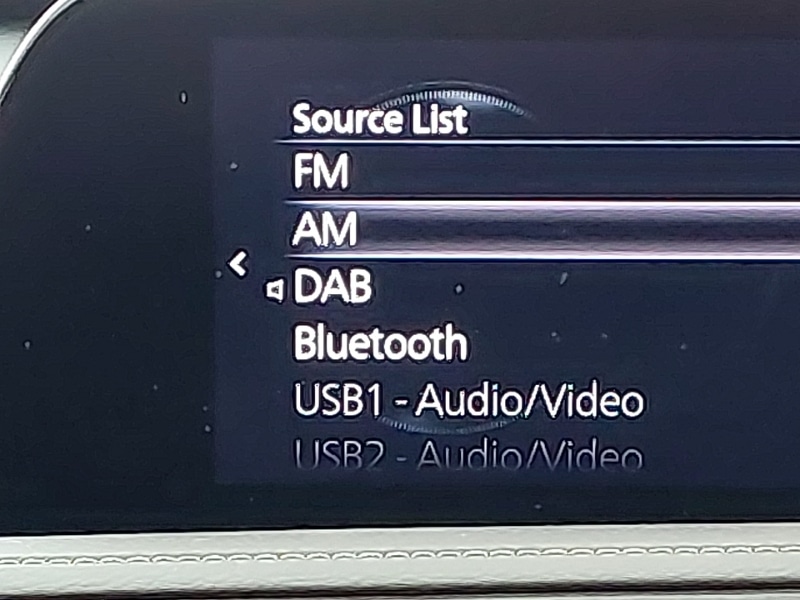 Source List
FM
AM
DAB
Bluetooth
USB1 - Audio/Video
USB2 - Audio/Video